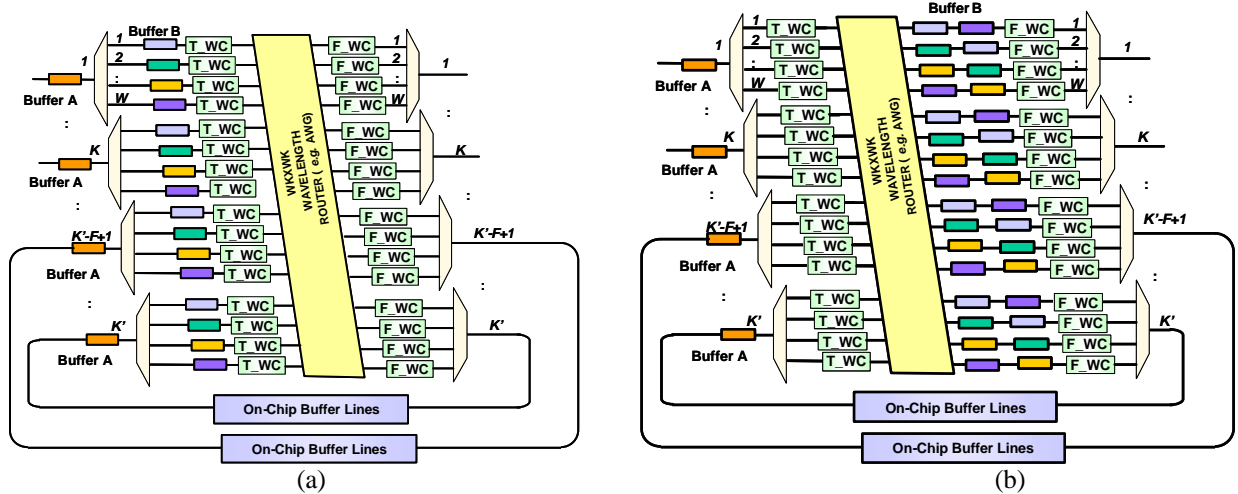 Buffer B
1 T_WC F_WC 1
2 T_WC F_WC 2
1 : T_WC F_WC : 1
Buffer A
W T_WC F_WC W
: :
T_WC F_WC
K T_WC F_WC K
T_WC F_WC
Buffer A
T_WC F_WC
WKXWK
WAVELENGTH
ROUTER ( e.g. AWG)
: :
T_WC F_WC
K'-F+1 T_WC F_WC K'-F+1
T_WC F_WC
Buffer A
T_WC F_WC
: :
T_WC F_WC
K' T_WC F_WC K'
T_WC F_WC
Buffer A
T_WC F_WC
On-Chip Buffer Lines
On-Chip Buffer Lines
(a)
Buffer B
1 T_WC F_WC 1
2 T_WC F_WC 2
1 : T_WC F_WC : 1
Buffer A
W T_WC F_WC W
: :
T_WC F_WC
K T_WC F_WC K
T_WC F_WC
Buffer A
T_WC F_WC
WKXWK
WAVELENGTH
ROUTER ( e.g. AWG)
: :
T_WC F_WC
K'-F+1 T_WC F_WC K'-F+1
T_WC F_WC
Buffer A
T_WC F_WC
: :
T_WC F_WC
K' T_WC F_WC K'
T_WC F_WC
Buffer A
T_WC F_WC
On-Chip Buffer Lines
On-Chip Buffer Lines
(b)